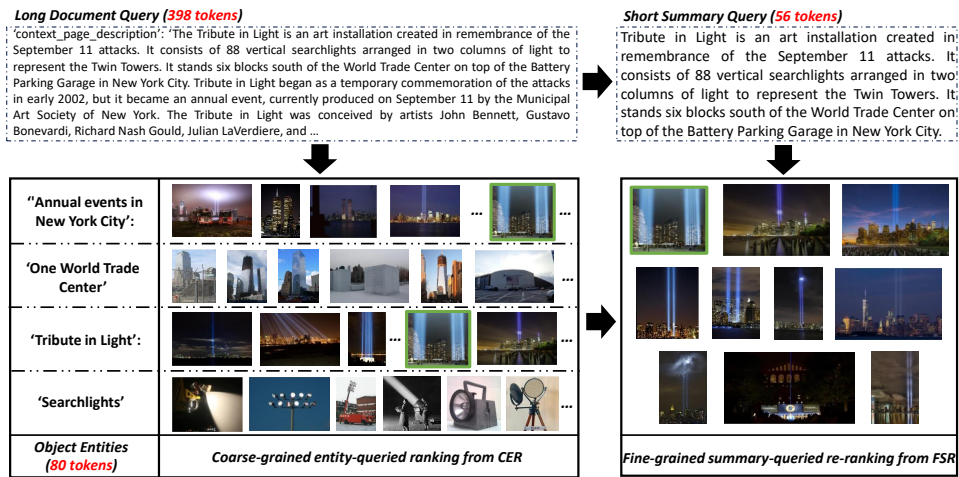 Long Document Query (398 tokens)
'context_page_description': 'The Tribute in Light is an art installation created in remembrance of the
September 11 attacks. It consists of 88 vertical searchlights arranged in two columns of light to
represent the Twin Towers. It stands six blocks south of the World Trade Center on top of the Battery
Parking Garage in New York City. Tribute in Light began as a temporary commemoration of the attacks
in early 2002, but it became an annual event, currently produced on September 11 by the Municipal
Art Society of New York. The Tribute in Light was conceived by artists John Bennett, Gustavo
Bonevardi, Richard Nash Gould, Julian LaVerdiere, and ...
Short Summary Query (56 tokens)
Tribute in Light is an art installation created in
remembrance of the September 11 attacks. It
consists of 88 vertical searchlights arranged in two
columns of light to represent the Twin Towers. It
stands six blocks south of the World Trade Center on
top of the Battery Parking Garage in New York City.
''Annual events in
New York City':
... ...
'One World Trade
Center'
...
'Tribute in Light':
... ...
'Searchlights'
...
Object Entities
(80 tokens)
Coarse-grained entity-queried ranking from CER
Fine-grained summary-queried re-ranking from FSR